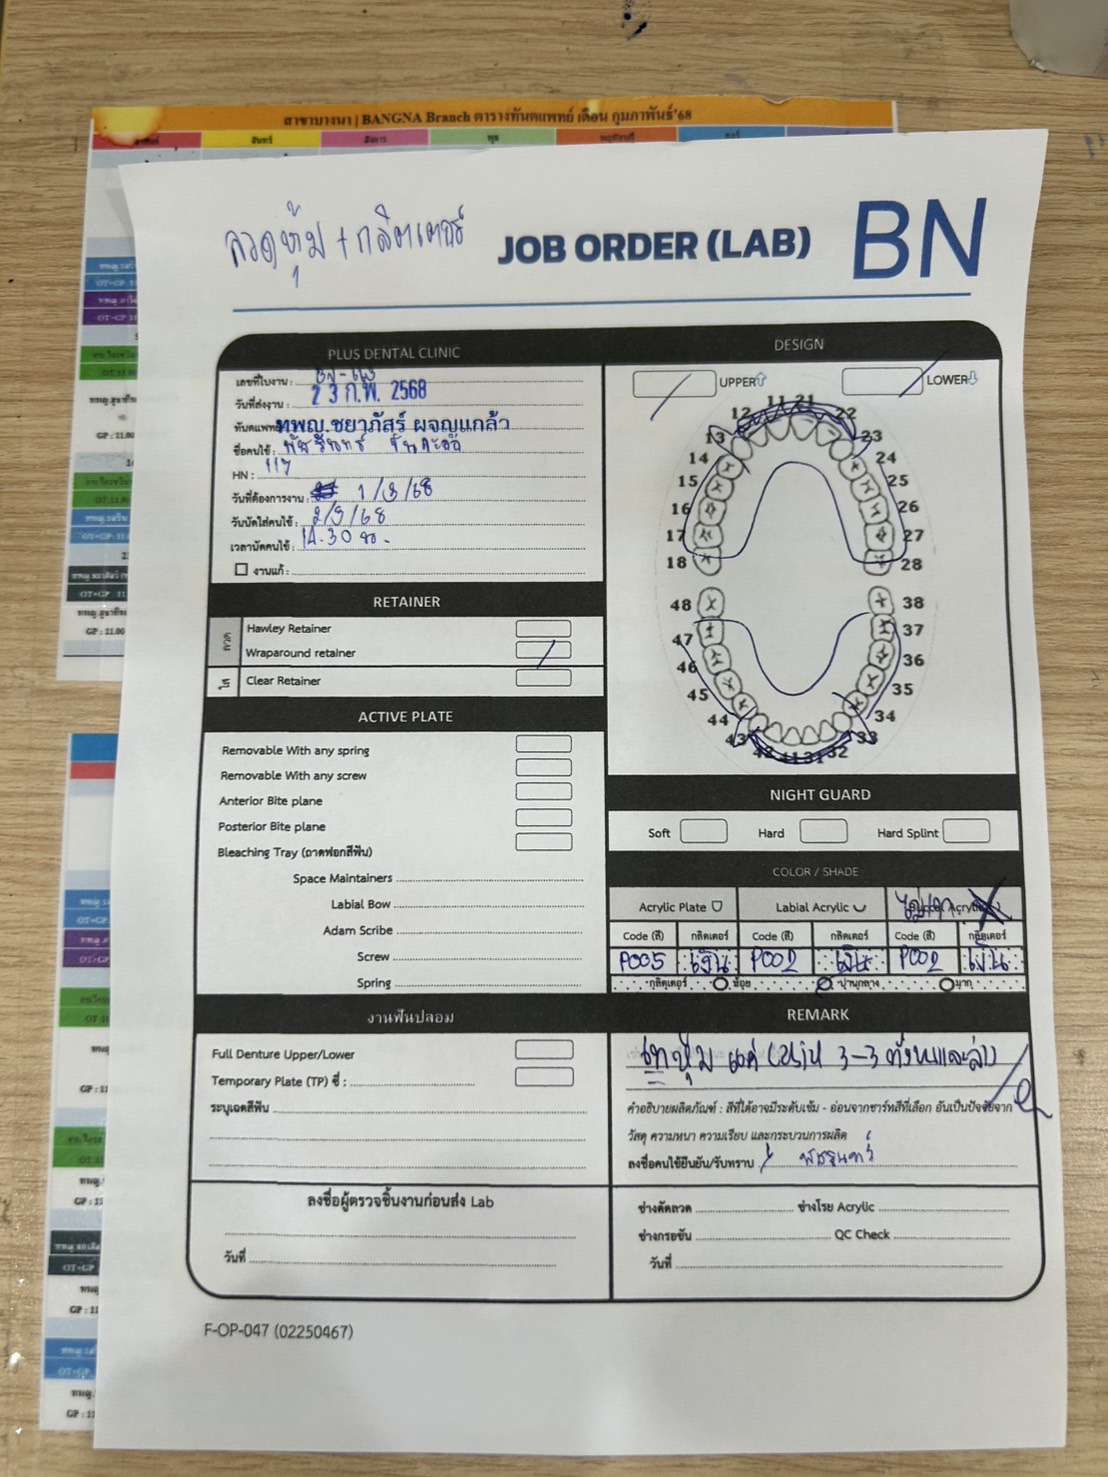 สาขาบางนา | BANGNA Branch ตารางทันตแพทย์ เดือน กุมภาพันธ์'68
จันทร์ อังคาร พุธ พฤหัสบดี
ลวดหุ้ม + กลิตเตอร์
JOB ORDER (LAB)
BN
PLUS DENTAL CLINIC
เลขที่ใบงาน :
วันที่ส่งงาน : 23 ก.พ. 2568
ทันตแพทย์ ทพญ.ชยาภัสร์ ผจญแกล้ว
ชื่อคนไข้ :
HN : 117
วันที่ต้องการงาน : 1/3/68
วันนัดใส่คนไข้ : 2/3/68
เวลานัดคนไข้ : 14.30 น.
งานแก้ :
RETAINER
ลวด
Hawley Retainer
Wraparound retainer
ใส
Clear Retainer
ACTIVE PLATE
Removable With any spring
Removable With any screw
Anterior Bite plane
Posterior Bite plane
Bleaching Tray (ถาดฟอกสีฟัน)
Space Maintainers
Labial Bow
Adam Scribe
Screw
Spring
งานฟันปลอม
Full Denture Upper/Lower
Temporary Plate (TP) ซี่ :
ระบุเฉดสีฟัน
ลงชื่อผู้ตรวจชิ้นงานก่อนส่ง Lab
วันที่
DESIGN
UPPER LOWER
11 21
12 22
13 23
14 24
15 25
16 26
17 27
18 28
48 38
47 37
46 36
45 35
44 34
43 33
42 41 31 32
NIGHT GUARD
Soft Hard Hard Splint
COLOR / SHADE
Acrylic Plate Labial Acrylic
Code (สี) กลิตเตอร์ Code (สี) กลิตเตอร์ Code (สี) กลิตเตอร์
P005 เงิน P002 เงิน P002 เงิน
กลิตเตอร์ น้อย ปานกลาง มาก
REMARK
3-3 ทั้งบนและล่าง
คำอธิบายผลิตภัณฑ์ : สีที่ได้อาจมีระดับเข้ม - อ่อนจากชาร์ทสีที่เลือก อันเป็นปัจจัยจาก
วัสดุ ความหนา ความเรียบ และกระบวนการผลิต
ลงชื่อคนไข้ยืนยัน/รับทราบ
ช่างดัดลวด ช่างโรย Acrylic
ช่างกรอขัด QC Check
วันที่
F-OP-047 (02250467)